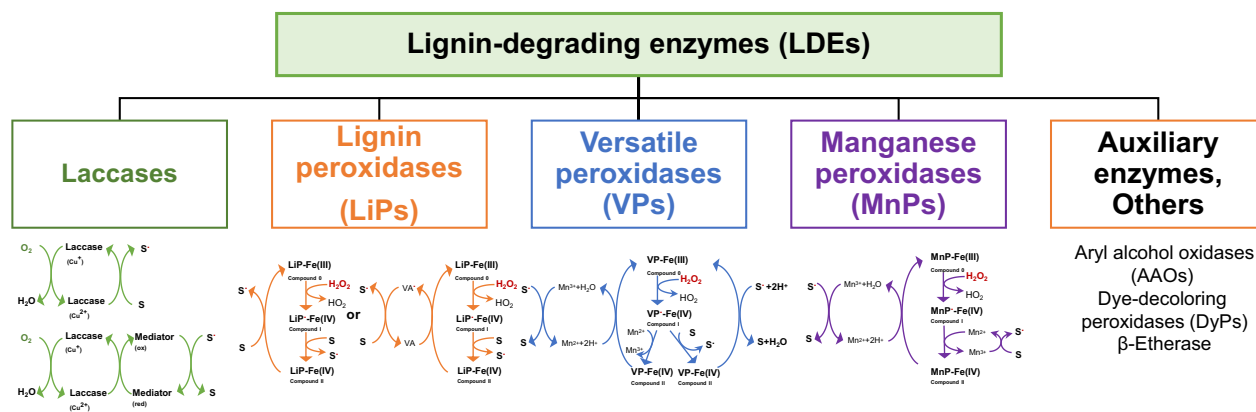 Lignin-degrading enzymes (LDEs)
Laccases
Lignin
peroxidases
(LiPs)
Versatile
peroxidases
(VPs)
Manganese
peroxidases
(MnPs)
Auxiliary
enzymes,
Others
O₂ Laccase S·
(Cu⁺)
H₂O Laccase S
(Cu²⁺)
O₂ Laccase Mediator S·
(Cu⁺) (ox)
H₂O Laccase Mediator S
(Cu²⁺) (red)
LiP-Fe(III)
Compound 0
H₂O₂
S·
HO₂
LiP·-Fe(IV)
Compound I
S
S
S·
LiP-Fe(IV)
Compound II
or
LiP-Fe(III)
Compound 0
H₂O₂
S· VA·
HO₂
LiP·-Fe(IV)
Compound I
S VA
S
S·
LiP-Fe(IV)
Compound II
VP-Fe(III)
Compound 0
H₂O₂
S· Mn³⁺+H₂O
HO₂
S· +2H⁺
VP·-Fe(IV)
Compound I
S Mn²⁺+2H⁺
Mn²⁺ S
Mn³⁺ S·
S+H₂O
VP-Fe(IV) VP-Fe(IV)
Compound II Compound II
MnP-Fe(III)
Compound 0
H₂O₂
S· Mn³⁺+H₂O
HO₂
MnP·-Fe(IV)
Compound I
S Mn²⁺+2H⁺
Mn²⁺ S·
Mn³⁺ S
MnP-Fe(IV)
Compound II
Aryl alcohol oxidases
(AAOs)
Dye-decoloring
peroxidases (DyPs)
β-Etherase